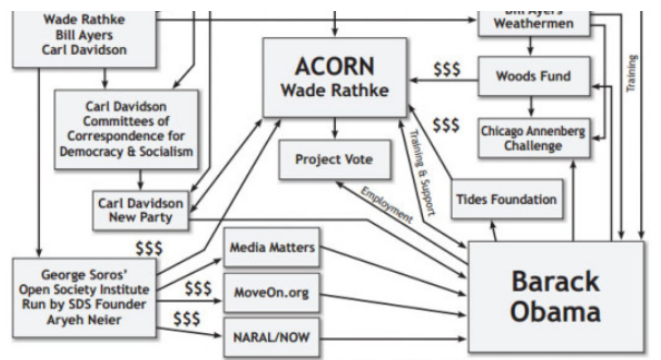 Wade Rathke
Bill Ayers
Carl Davidson
Bill Ayers
Weathermen
ACORN
Wade Rathke
$$$
Woods Fund
Training
Carl Davidson
Committees of
Correspondence for
Democracy & Socialism
$$$
Chicago Annenberg
Challenge
Project Vote
Training & Support
Employment
Tides Foundation
Carl Davidson
New Party
$$$
Media Matters
George Soros'
Open Society Institute
Run by SDS Founder
Aryeh Neier
$$$
MoveOn.org
$$$
NARAL/NOW
Barack
Obama